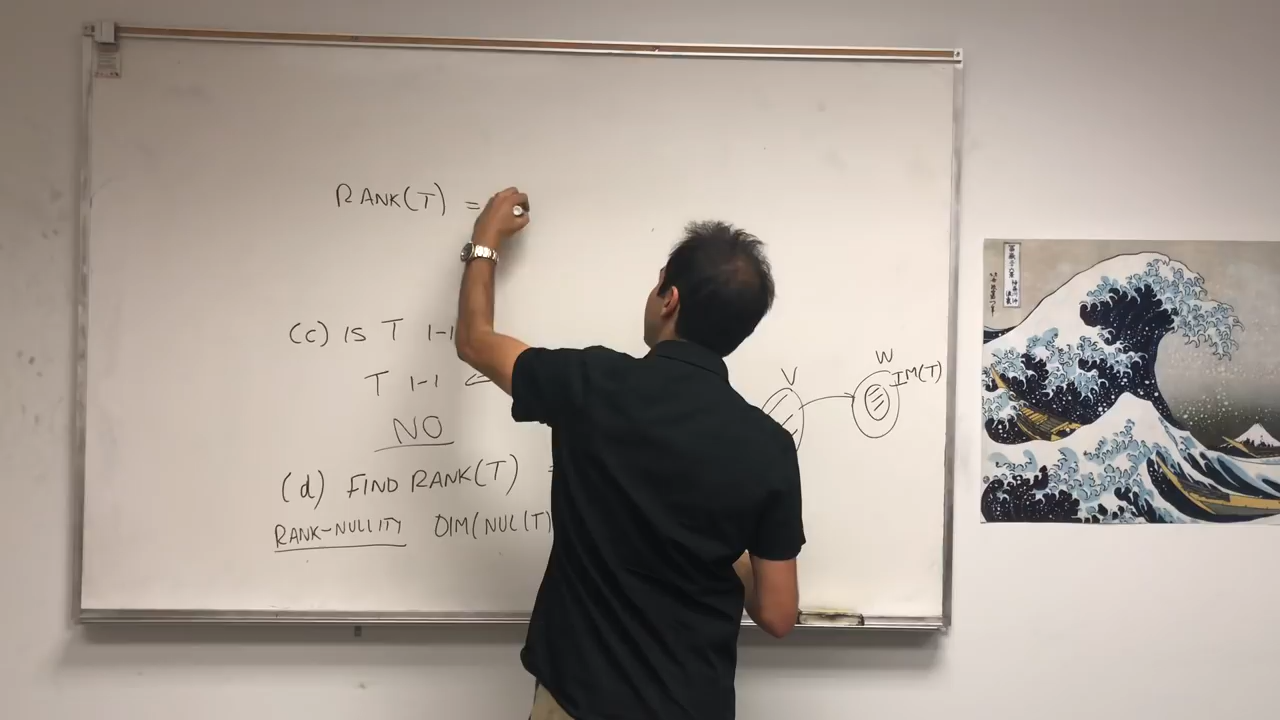 RANK(T) =
(c) IS T 1-1
T 1-1 ⇐
NO
V
W
IM(T)
(d) FIND RANK(T) =
RANK-NULLITY DIM(NUL(T)